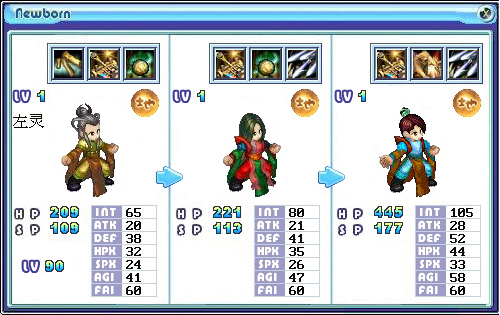 Newborn
LV 1
左灵
HP 209
SP 109
LV 90
INT 65
ATK 20
DEF 38
HPX 32
SPX 24
AGI 41
FAI 60
LV 1
HP 221
SP 113
INT 80
ATK 21
DEF 41
HPX 35
SPX 26
AGI 47
FAI 60
LV 1
HP 445
SP 177
INT 105
ATK 28
DEF 52
HPX 44
SPX 33
AGI 58
FAI 60